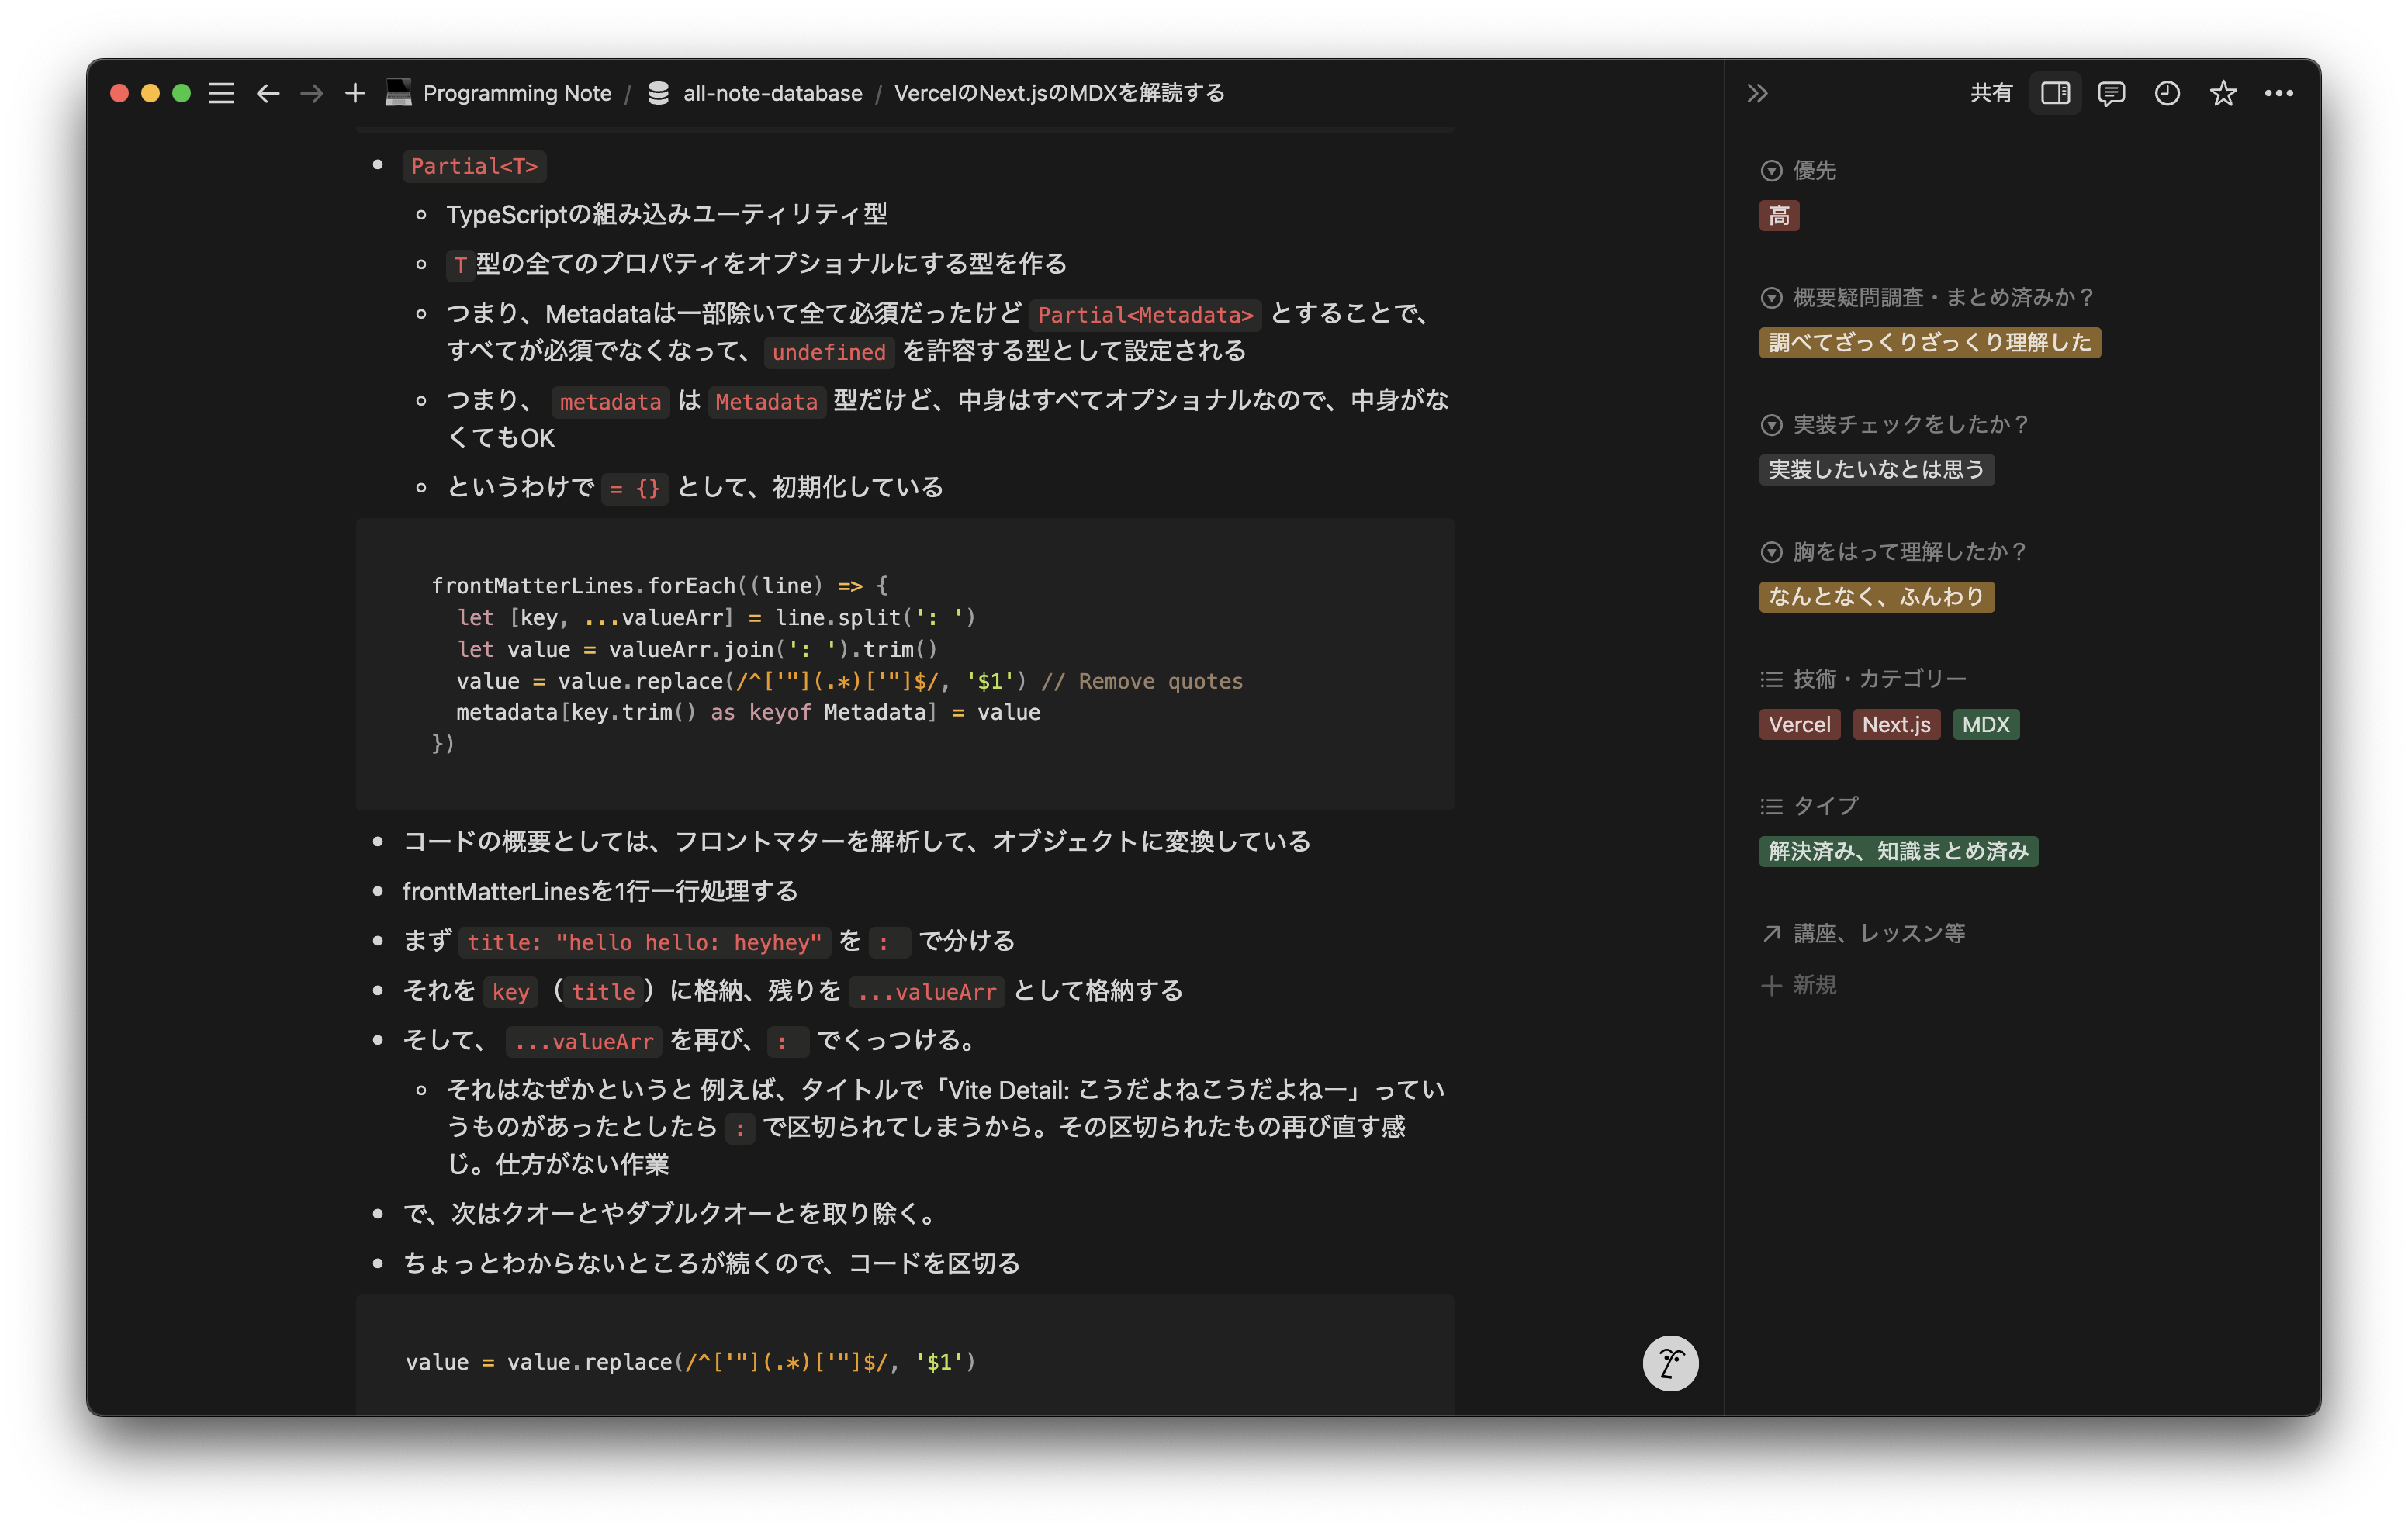 Programming Note / all-note-database / VercelのNext.jsのMDXを解読する
共有
Partial<T>
TypeScriptの組み込みユーティリティ型
T型の全てのプロパティをオプショナルにする型を作る
つまり、Metadataは一部除いて全て必須だったけど Partial<Metadata> とすることで、
すべてが必須でなくなって、 undefined を許容する型として設定される
つまり、 metadata は Metadata 型だけど、中身はすべてオプショナルなので、中身がな
くてもOK
というわけで = {} として、初期化している
frontMatterLines.forEach((line) => {
let [key, ...valueArr] = line.split(': ')
let value = valueArr.join(': ').trim()
value = value.replace(/^['"](.*)['"]$/, '$1') // Remove quotes
metadata[key.trim() as keyof Metadata] = value
})
コードの概要としては、フロントマターを解析して、オブジェクトに変換している
frontMatterLinesを1行一行処理する
まず title: "hello hello: heyhey" を : で分ける
それを key （title）に格納、残りを ...valueArr として格納する
そして、 ...valueArr を再び、 : でくっつける。
それはなぜかというと 例えば、タイトルで「Vite Detail: こうだよねこうだよねー」ってい
うものがあったとしたら : で区切られてしまうから。その区切られたもの再び直す感
じ。仕方がない作業
で、次はクオーとやダブルクオーとを取り除く。
ちょっとわからないところが続くので、コードを区切る
value = value.replace(/^['"](.*)['"]$/, '$1')
優先
高
概要疑問調査・まとめ済みか？
調べてざっくりざっくり理解した
実装チェックをしたか？
実装したいなとは思う
胸をはって理解したか？
なんとなく、ふんわり
技術・カテゴリー
Vercel Next.js MDX
タイプ
解決済み、知識まとめ済み
講座、レッスン等
新規